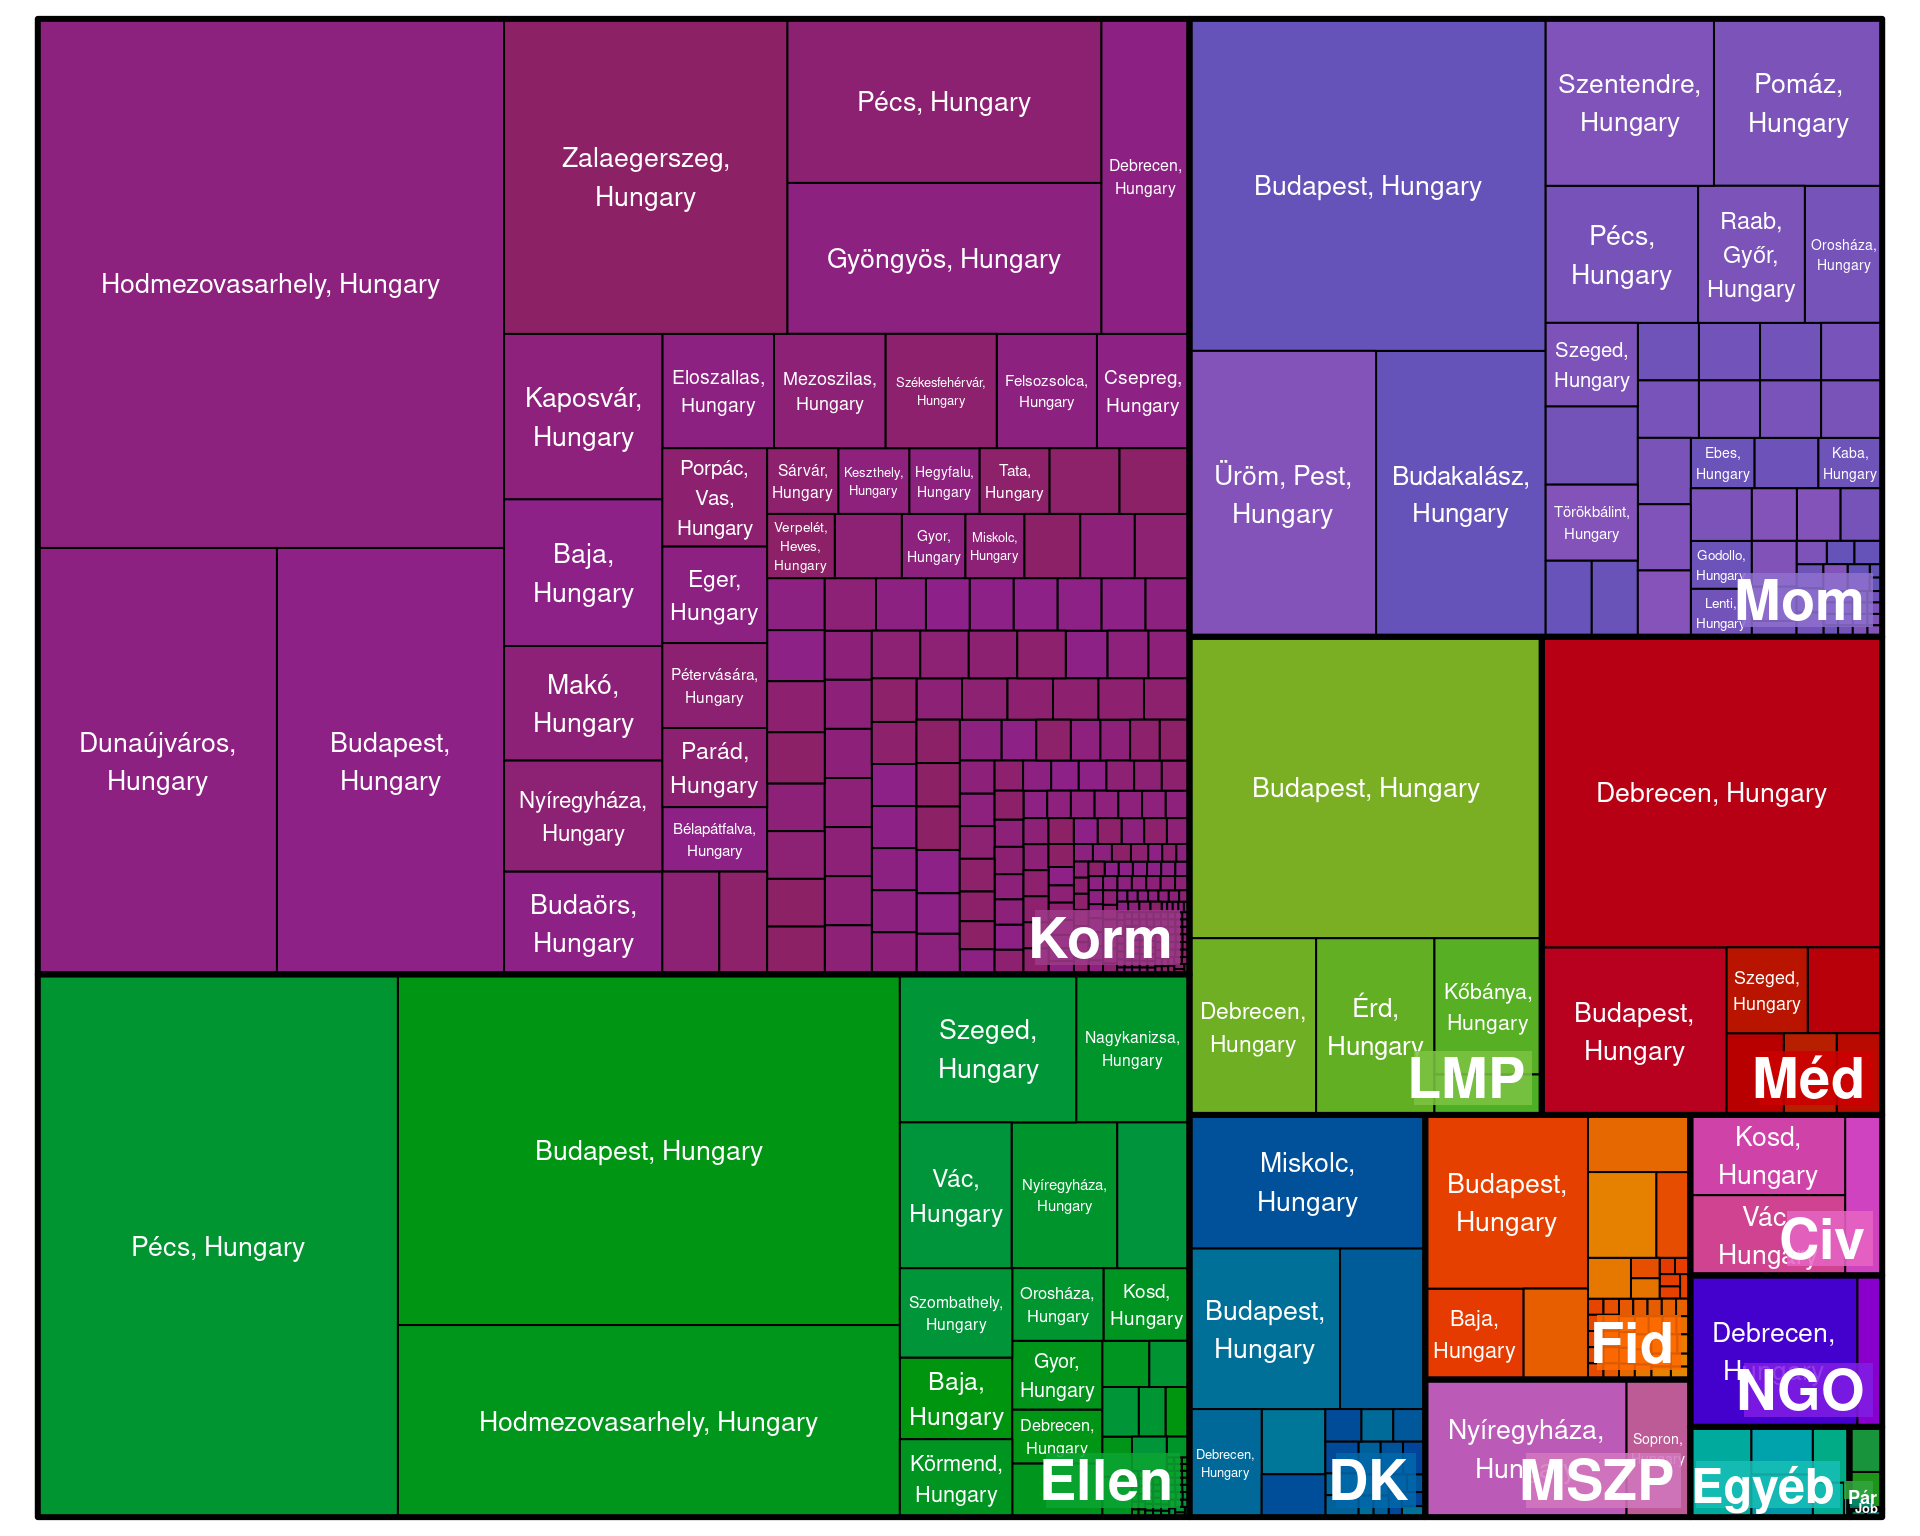 Hodmezovasarhely, Hungary
Dunaújváros,
Hungary
Budapest,
Hungary
Zalaegerszeg,
Hungary
Pécs, Hungary
Gyöngyös, Hungary
Debrecen,
Hungary
Kaposvár,
Hungary
Baja,
Hungary
Makó,
Hungary
Nyíregyháza,
Hungary
Budaörs,
Hungary
Eloszallas,
Hungary
Mezoszilas,
Hungary
Székesfehérvár,
Hungary
Felsozsolca,
Hungary
Csepreg,
Hungary
Porpác,
Vas,
Hungary
Eger,
Hungary
Pétervására,
Hungary
Parád,
Hungary
Bélapátfalva,
Hungary
Sárvár,
Hungary
Keszthely,
Hungary
Hegyfalu,
Hungary
Tata,
Hungary
Verpelét,
Heves,
Hungary
Gyor,
Hungary
Miskolc,
Hungary
Korm
Pécs, Hungary
Budapest, Hungary
Hodmezovasarhely, Hungary
Szeged,
Hungary
Nagykanizsa,
Hungary
Vác,
Hungary
Nyíregyháza,
Hungary
Szombathely,
Hungary
Orosháza,
Hungary
Kosd,
Hungary
Baja,
Hungary
Gyor,
Hungary
Debrecen,
Hungary
Körmend,
Hungary
Ellen
Budapest, Hungary
Üröm, Pest,
Hungary
Budakalász,
Hungary
Szentendre,
Hungary
Pomáz,
Hungary
Pécs,
Hungary
Raab,
Győr,
Hungary
Orosháza,
Hungary
Szeged,
Hungary
Törökbálint,
Hungary
Ebes,
Hungary
Kaba,
Hungary
Godollo,
Hungary
Lenti,
Hungary
Mom
Budapest, Hungary
Debrecen,
Hungary
Érd,
Hungary
Kőbánya,
Hungary
LMP
Debrecen, Hungary
Budapest,
Hungary
Szeged,
Hungary
Méd
Miskolc,
Hungary
Budapest,
Hungary
Debrecen,
Hungary
DK
Budapest,
Hungary
Baja,
Hungary
Fid
Nyíregyháza,
Hungary
Sopron,
Hungary
MSZP
Kosd,
Hungary
Vác,
Hungary
Civ
Debrecen,
Hungary
NGO
Egyéb
Pár
Job